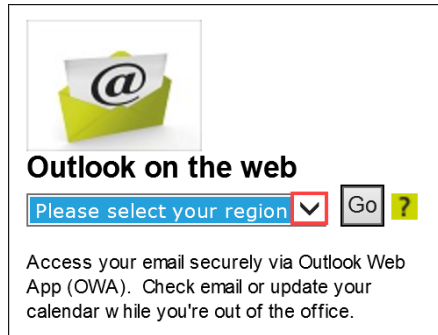 @
Outlook on the web
Please select your region
Go ?
Access your email securely via Outlook Web
App (OWA). Check email or update your
calendar while you're out of the office.